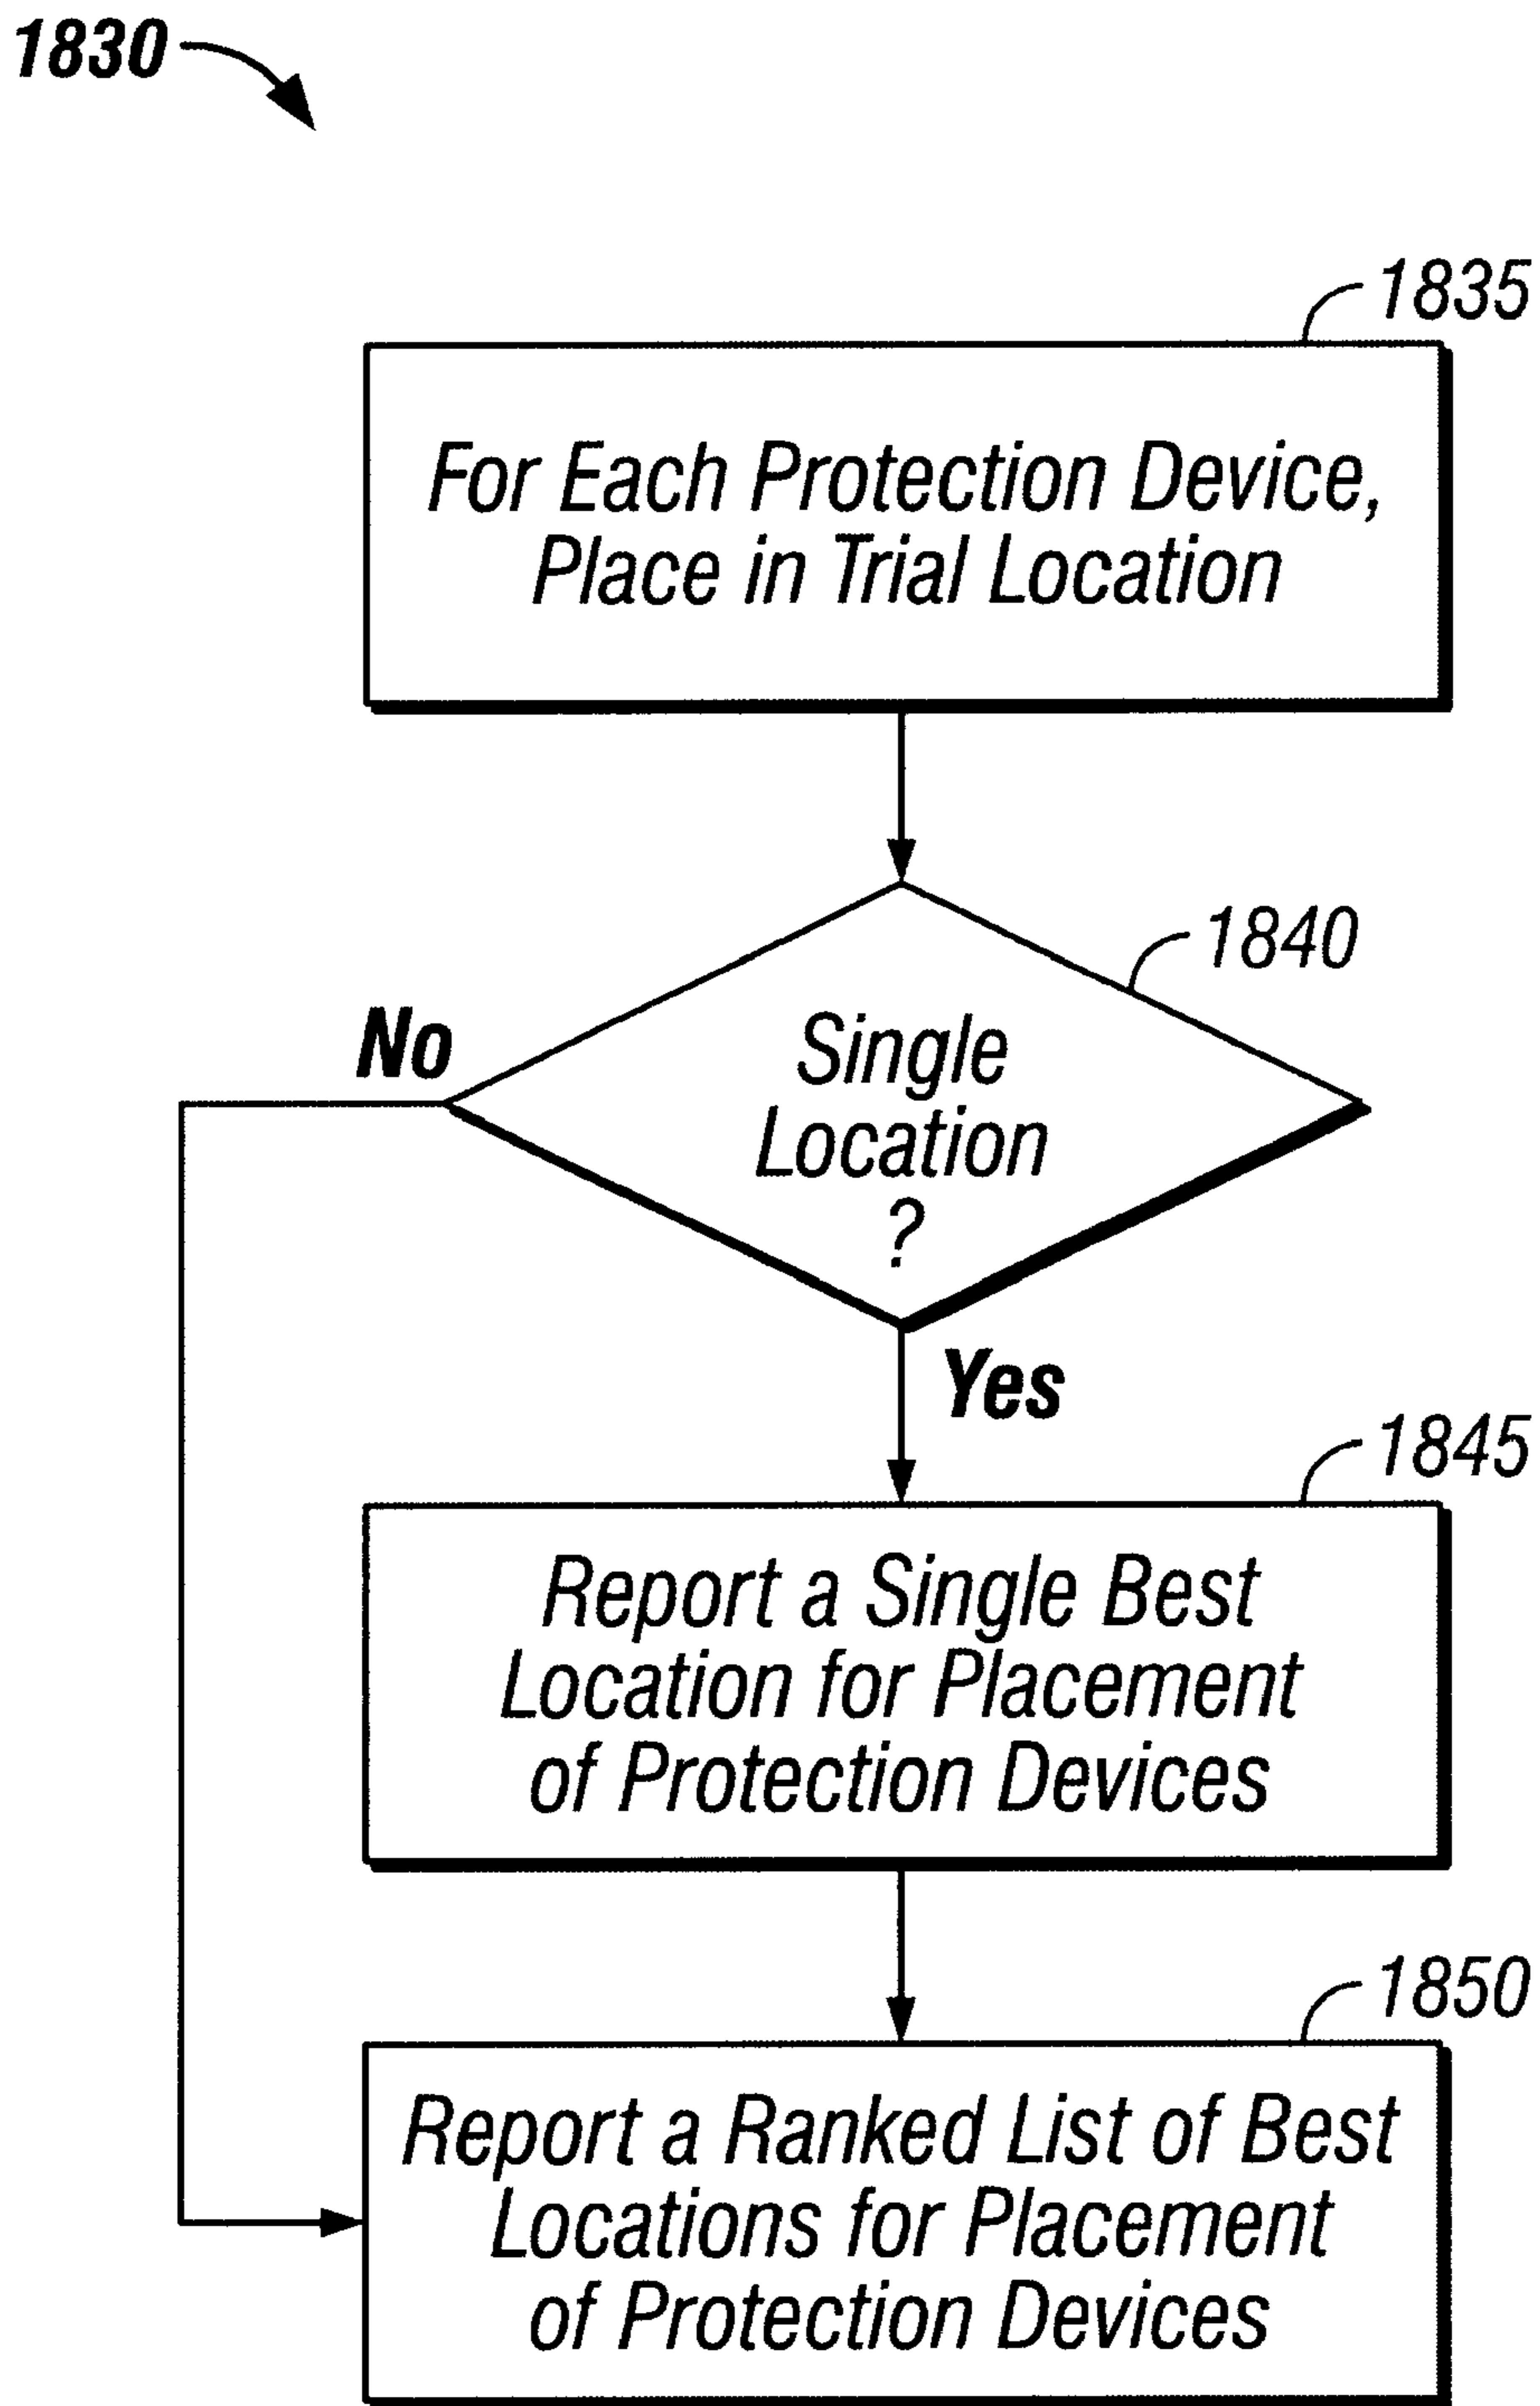 1830
1835
For Each Protection Device,
Place in Trial Location
1840
No
Single
Location
?
Yes
1845
Report a Single Best
Location for Placement
of Protection Devices
1850
Report a Ranked List of Best
Locations for Placement
of Protection Devices